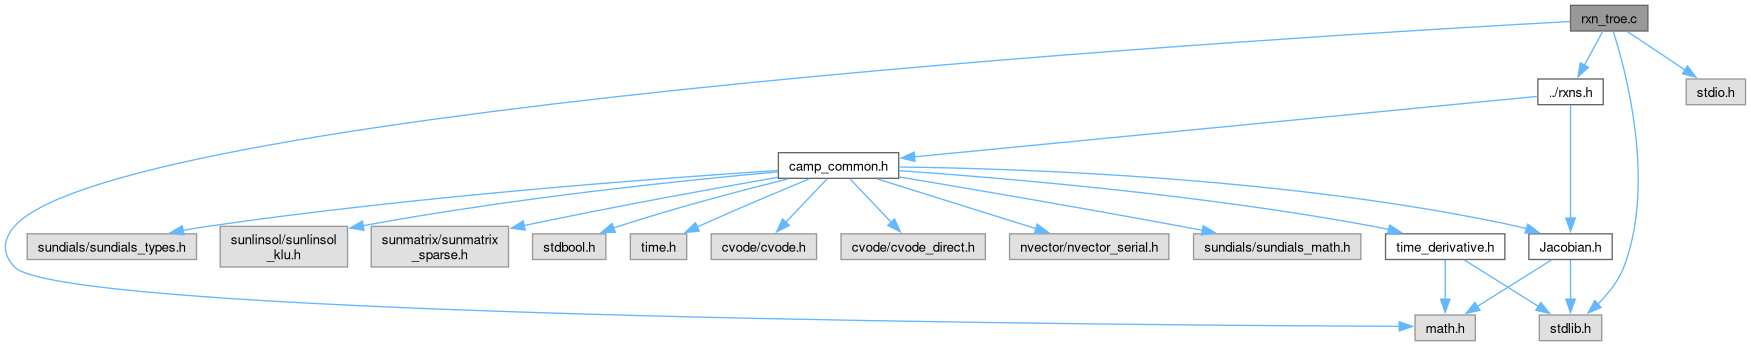 rxn_troe.c
../rxns.h
stdio.h
camp_common.h
sundials/sundials_types.h
sunlinsol/sunlinsol
_klu.h
sunmatrix/sunmatrix
_sparse.h
stdbool.h
time.h
cvode/cvode.h
cvode/cvode_direct.h
nvector/nvector_serial.h
sundials/sundials_math.h
time_derivative.h
Jacobian.h
math.h
stdlib.h